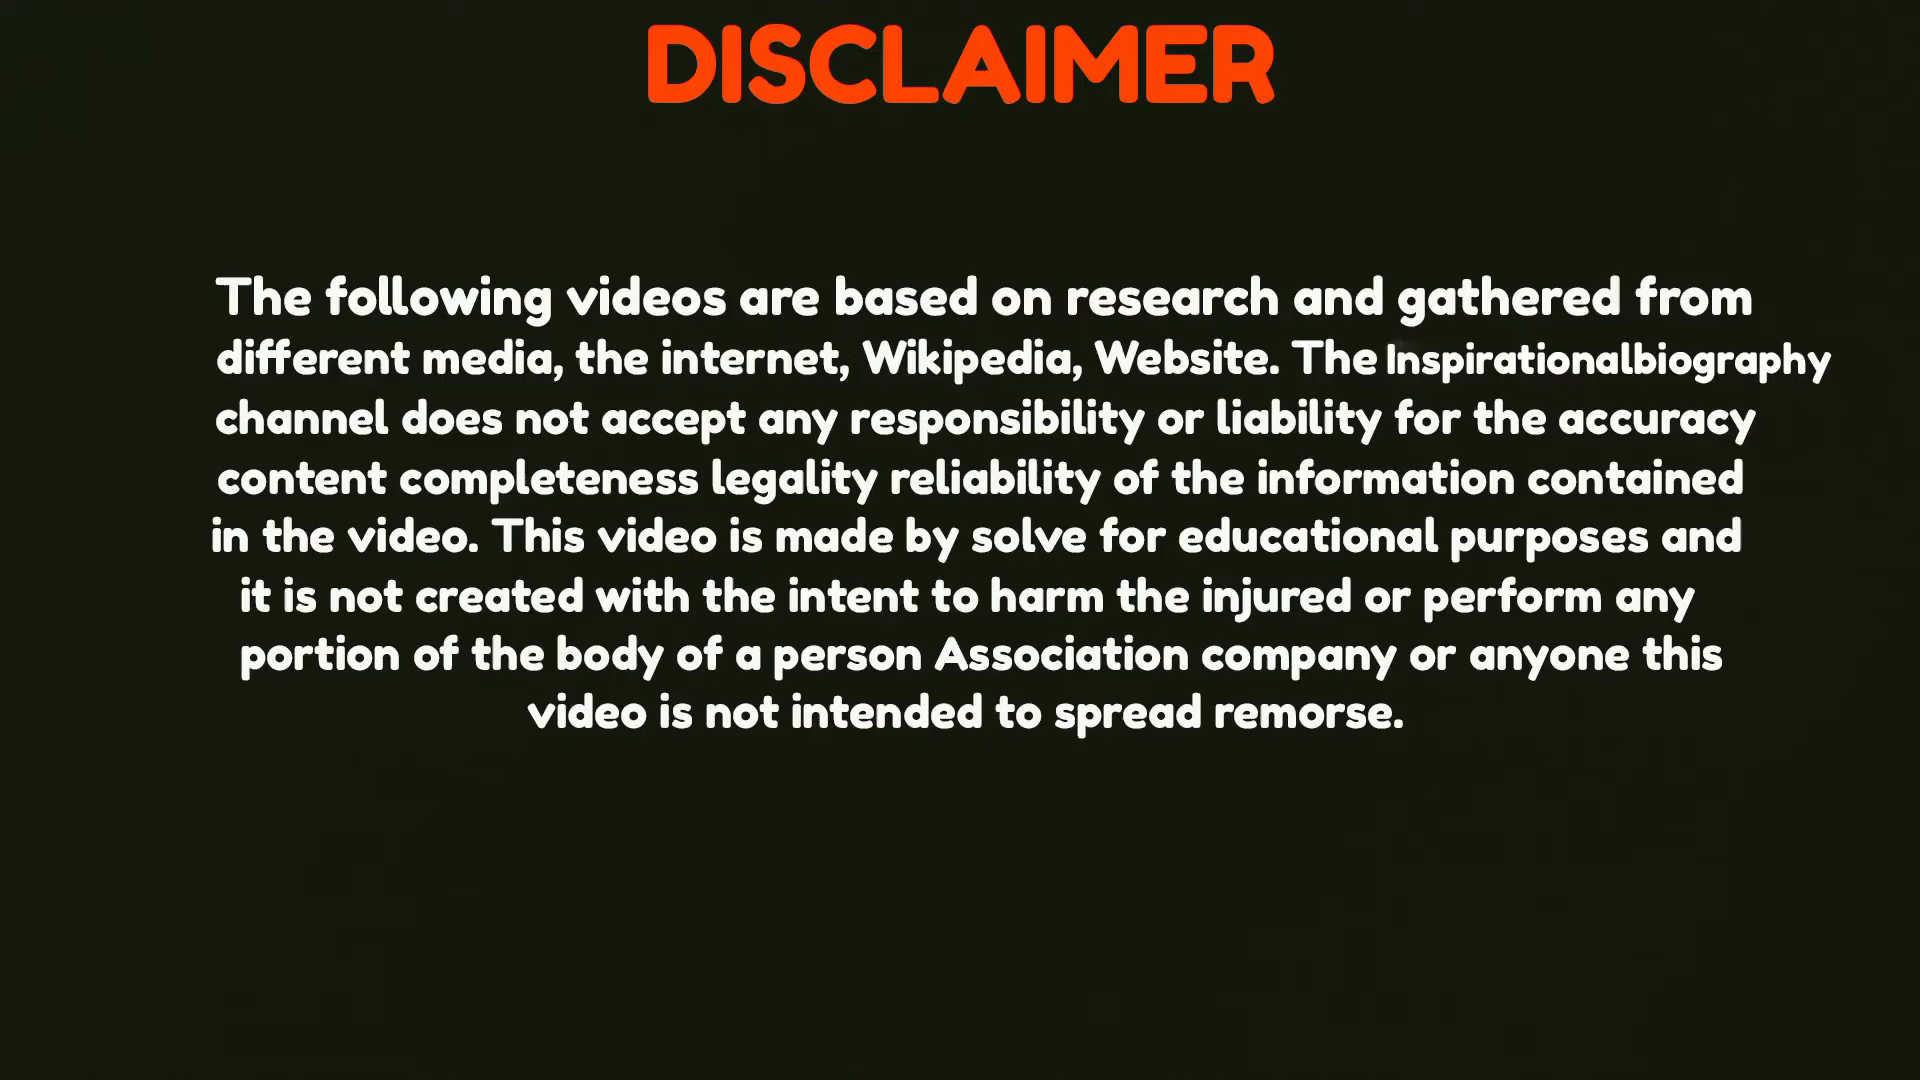 DISCLAIMER
The following videos are based on research and gathered from
different media, the internet, Wikipedia, Website. The Inspirationalbiography
channel does not accept any responsibility or liability for the accuracy
content completeness legality reliability of the information contained
in the video. This video is made by solve for educational purposes and
it is not created with the intent to harm the injured or perform any
portion of the body of a person Association company or anyone this
video is not intended to spread remorse.